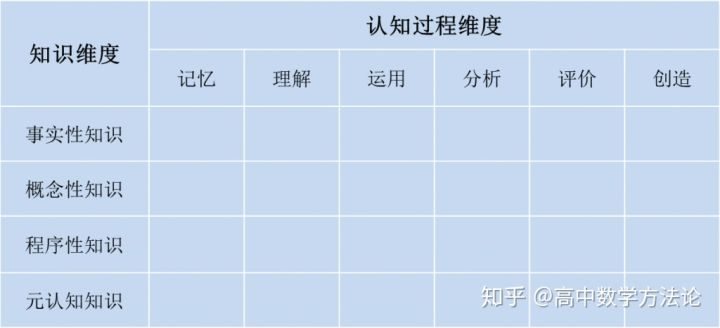 知识维度
认知过程维度
记忆 理解 运用 分析 评价 创造
事实性知识
概念性知识
程序性知识
元认知知识
知乎 @高中数学方法论